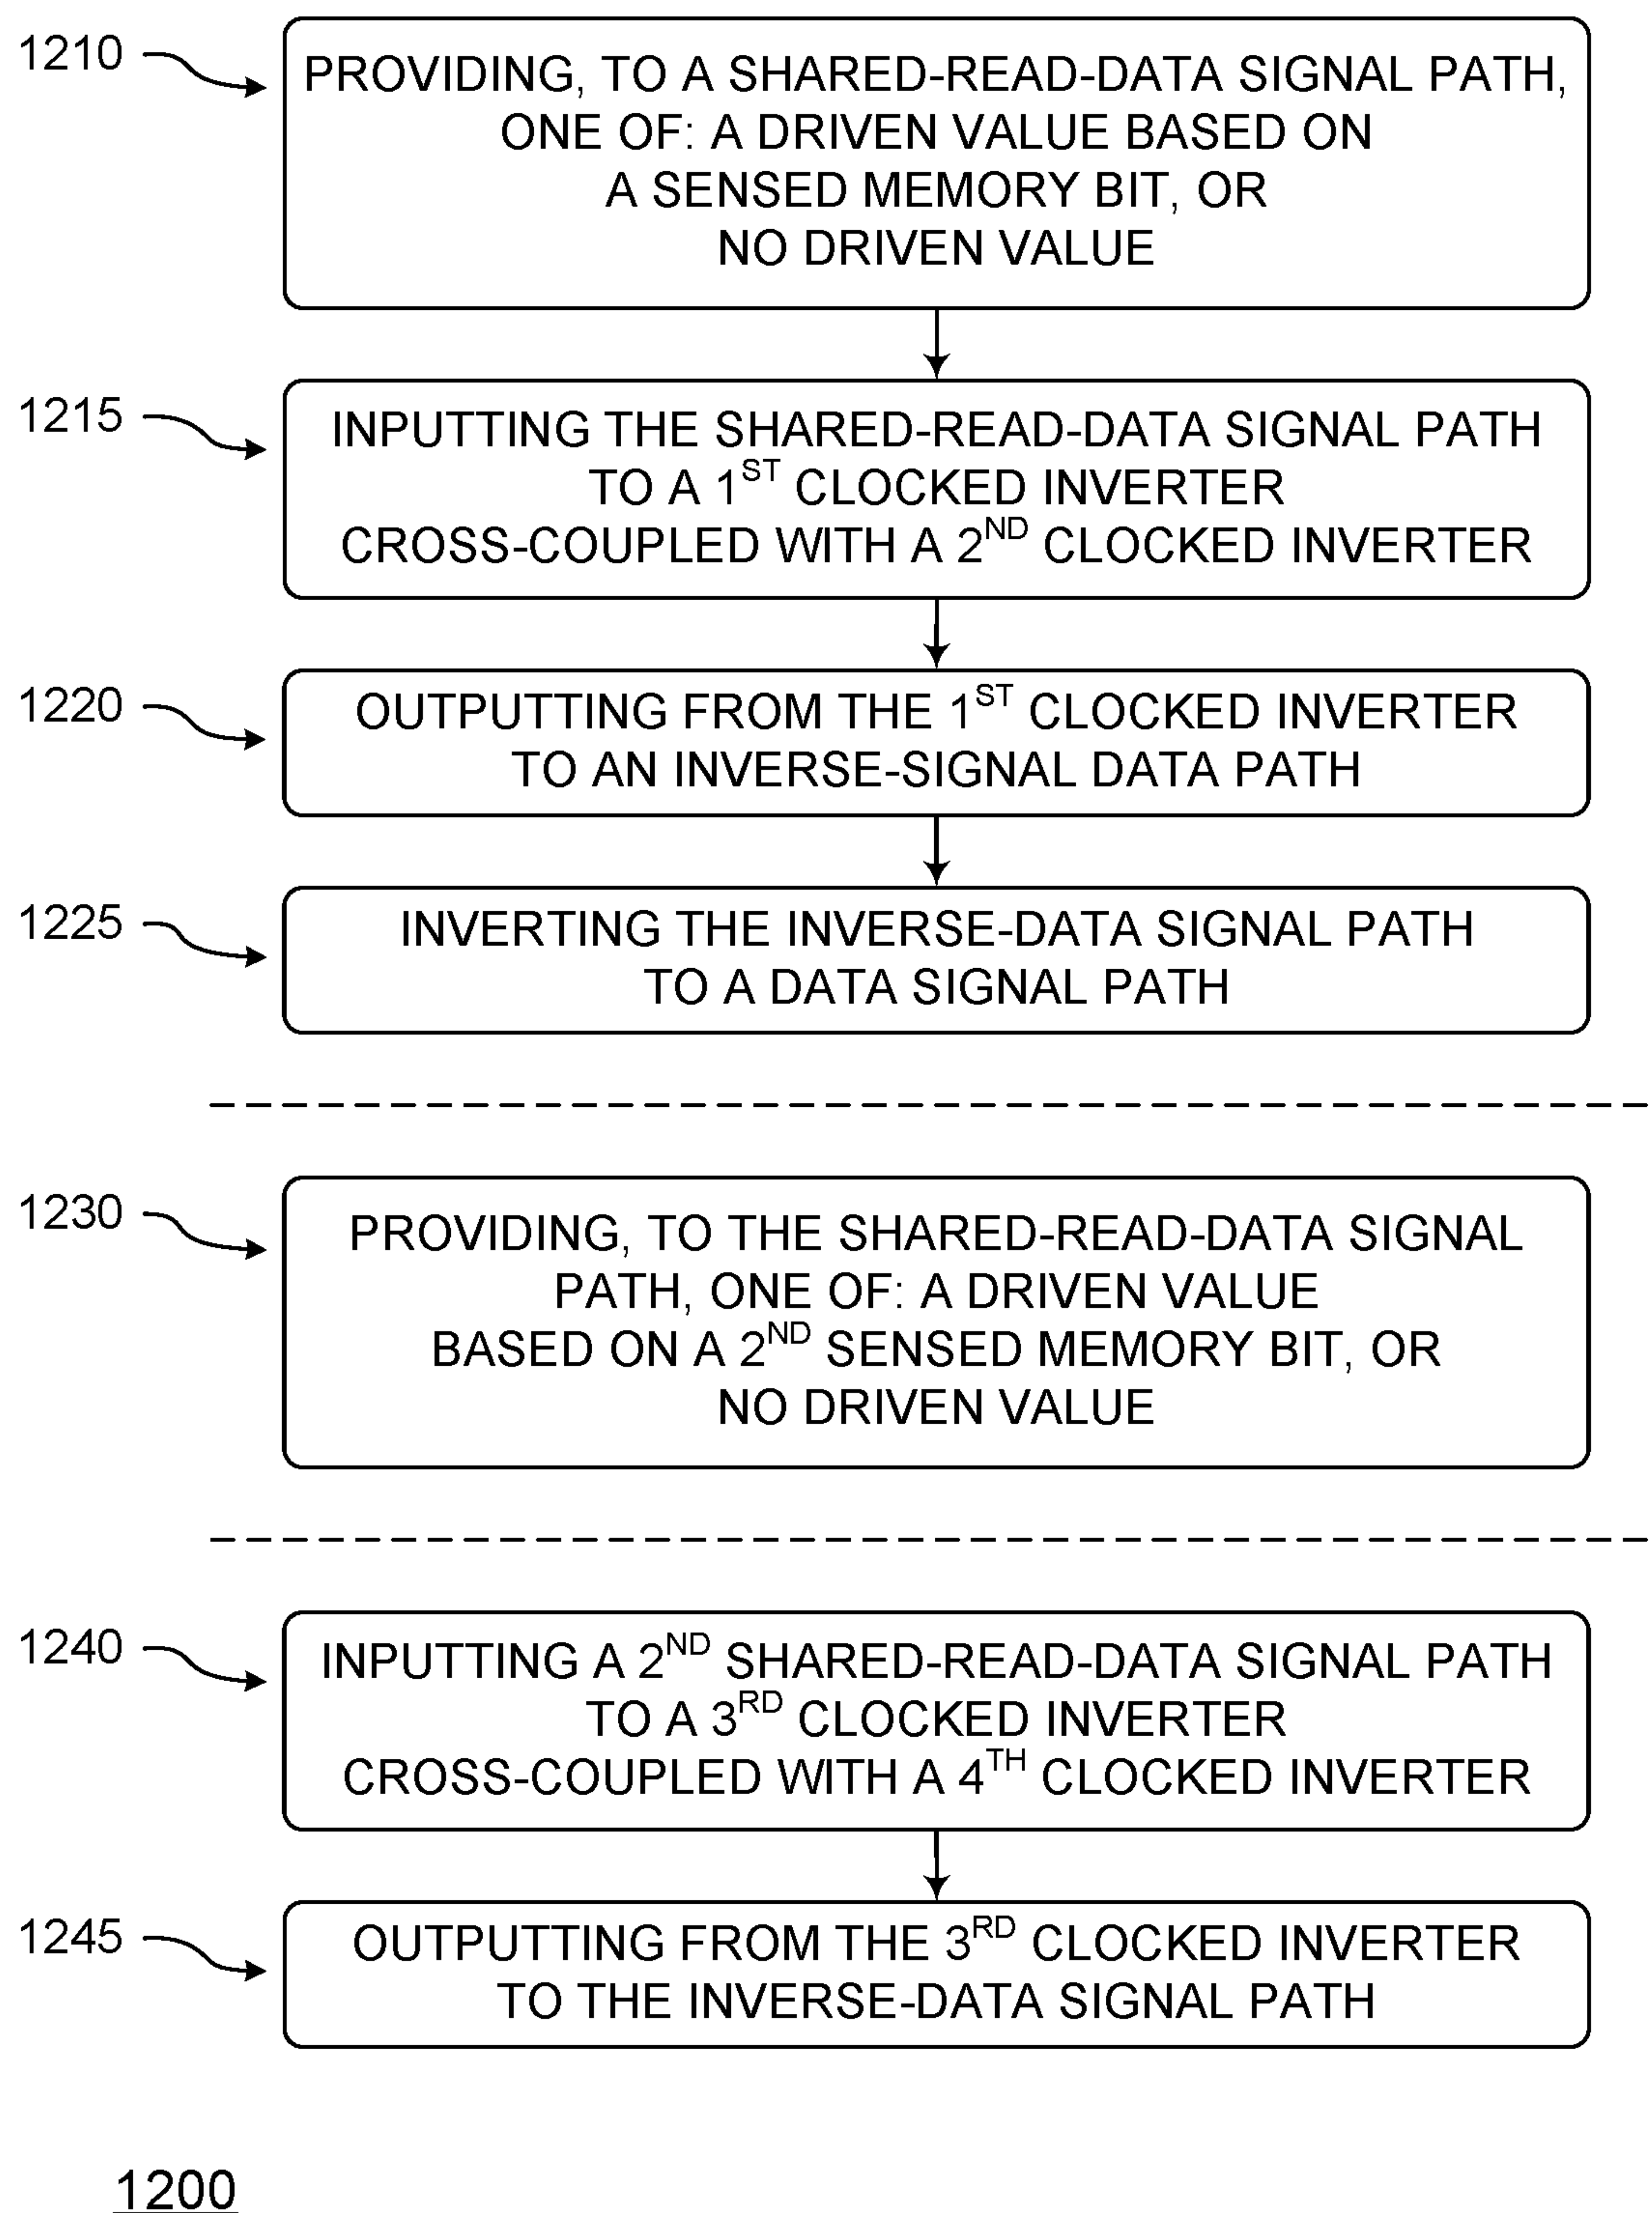 1210
PROVIDING, TO A SHARED-READ-DATA SIGNAL PATH,
ONE OF: A DRIVEN VALUE BASED ON
A SENSED MEMORY BIT, OR
NO DRIVEN VALUE
1215
INPUTTING THE SHARED-READ-DATA SIGNAL PATH
TO A 1ST CLOCKED INVERTER
CROSS-COUPLED WITH A 2ND CLOCKED INVERTER
1220
OUTPUTTING FROM THE 1ST CLOCKED INVERTER
TO AN INVERSE-SIGNAL DATA PATH
1225
INVERTING THE INVERSE-DATA SIGNAL PATH
TO A DATA SIGNAL PATH
1230
PROVIDING, TO THE SHARED-READ-DATA SIGNAL
PATH, ONE OF: A DRIVEN VALUE
BASED ON A 2ND SENSED MEMORY BIT, OR
NO DRIVEN VALUE
1240
INPUTTING A 2ND SHARED-READ-DATA SIGNAL PATH
TO A 3RD CLOCKED INVERTER
CROSS-COUPLED WITH A 4TH CLOCKED INVERTER
1245
OUTPUTTING FROM THE 3RD CLOCKED INVERTER
TO THE INVERSE-DATA SIGNAL PATH
1200